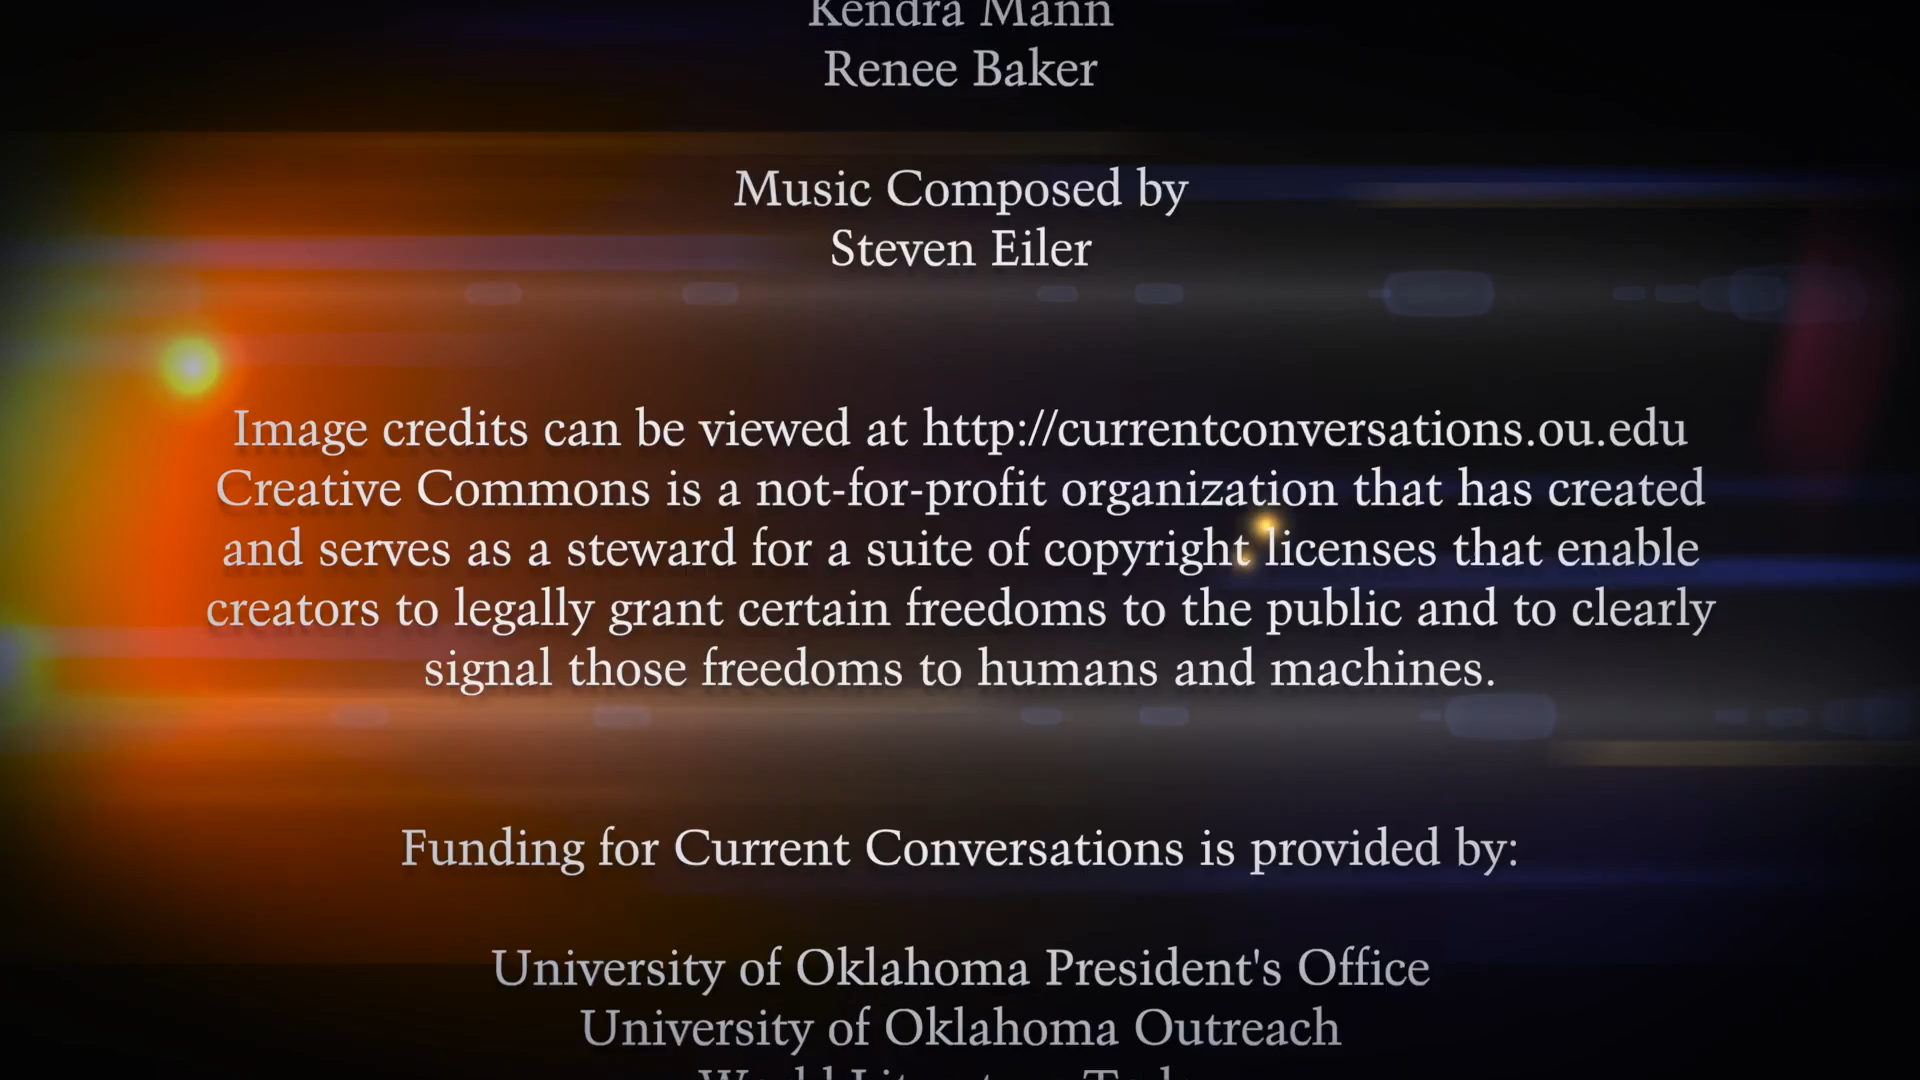 Kendra Mann
Renee Baker
Music Composed by
Steven Eiler
Image credits can be viewed at http://currentconversations.ou.edu
Creative Commons is a not-for-profit organization that has created
and serves as a steward for a suite of copyright licenses that enable
creators to legally grant certain freedoms to the public and to clearly
signal those freedoms to humans and machines.
Funding for Current Conversations is provided by:
University of Oklahoma President's Office
University of Oklahoma Outreach